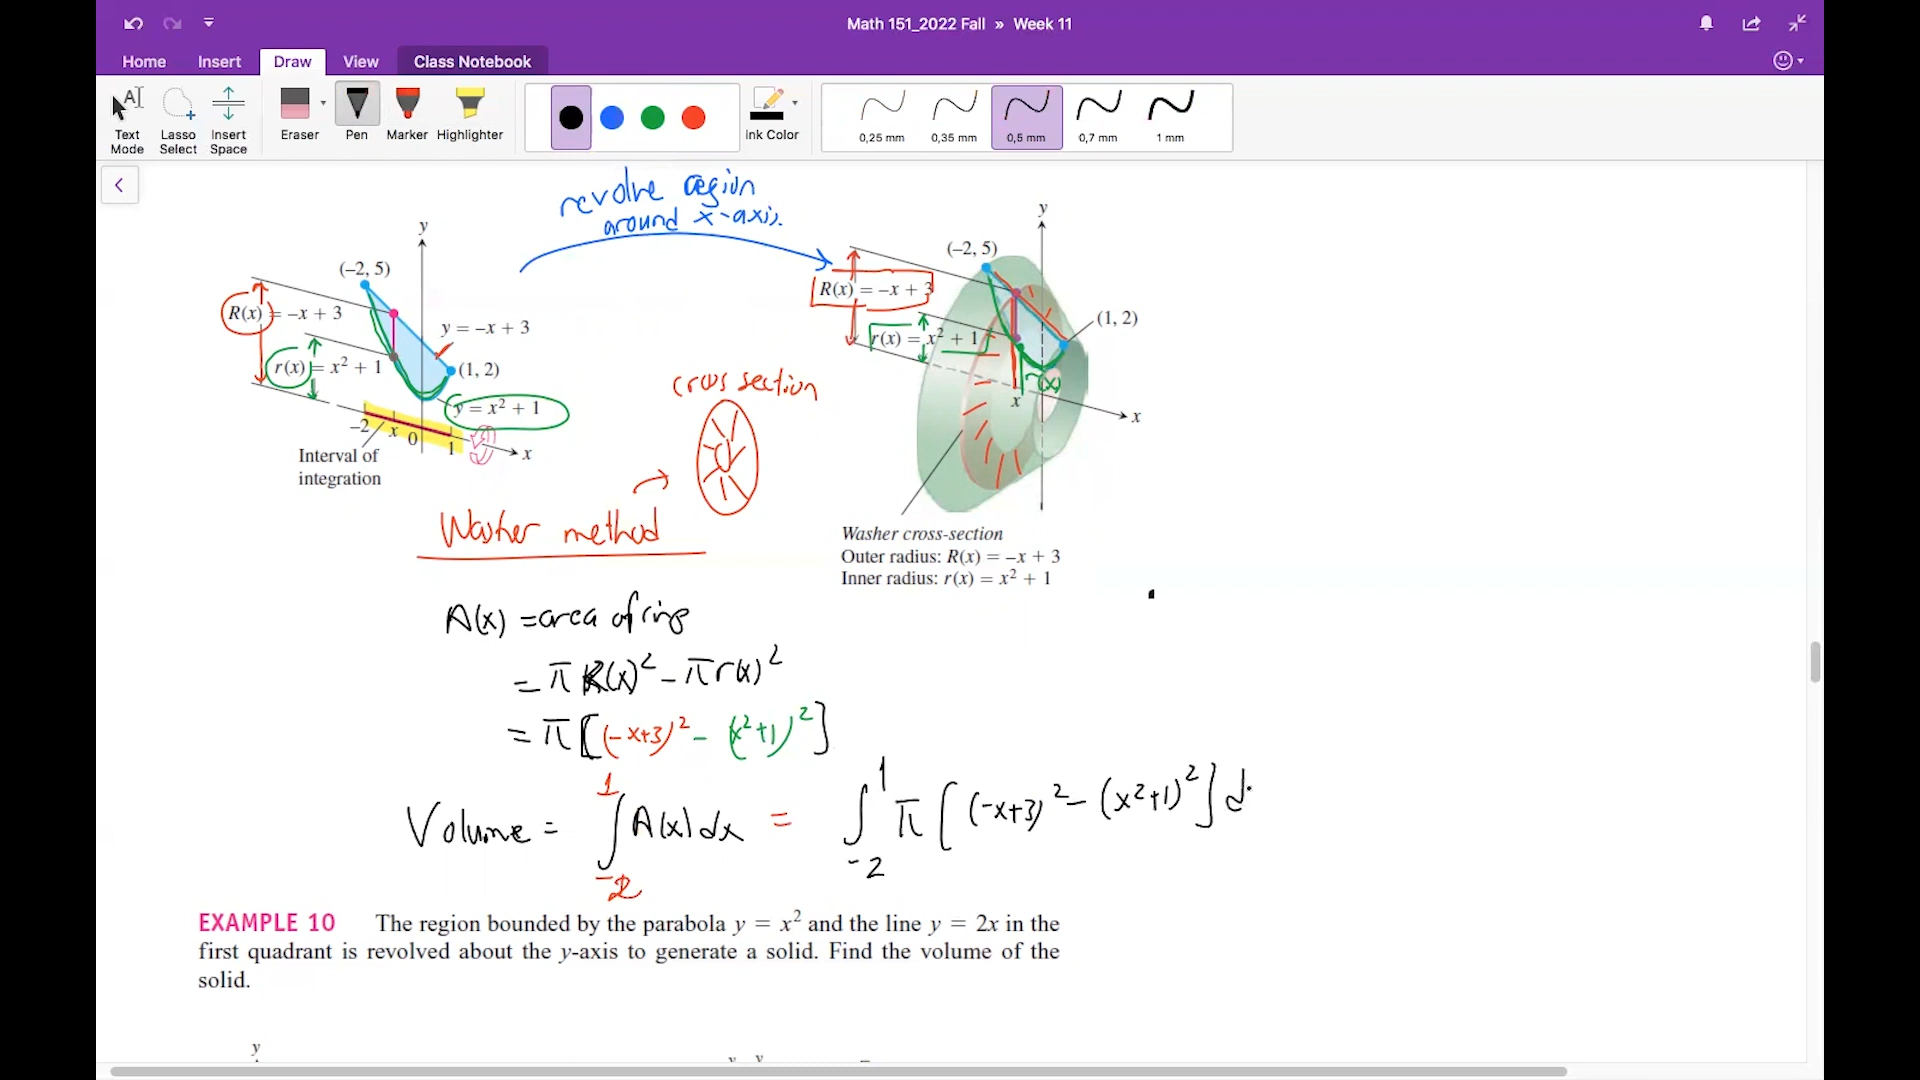 Math 151_2022 Fall » Week 11
Home Insert Draw View Class Notebook
Text Mode
Lasso Select
Insert Space
Eraser
Pen
Marker
Highlighter
Ink Color
0,25 mm
0,35 mm
0,5 mm
0,7 mm
1 mm
revolve region
around x-axis.
y
(–2, 5)
R(x) = –x + 3
y = –x + 3
r(x) = x² + 1
(1, 2)
y = x² + 1
–2 x 0 1 x
Interval of
integration
cross section
Washer method
y
(–2, 5)
R(x) = –x + 3
(1, 2)
r(x) = x² + 1
r(x)
x
x
Washer cross-section
Outer radius: R(x) = –x + 3
Inner radius: r(x) = x² + 1
A(x) = area of ring
= π R(x)² – π r(x)²
= π [(-x+3)² – (x²+1)²]
Volume = ∫₋₂¹ A(x) dx = ∫₋₂¹ π [(-x+3)² – (x²+1)²] d
EXAMPLE 10 The region bounded by the parabola y = x² and the line y = 2x in the
first quadrant is revolved about the y-axis to generate a solid. Find the volume of the
solid.
y